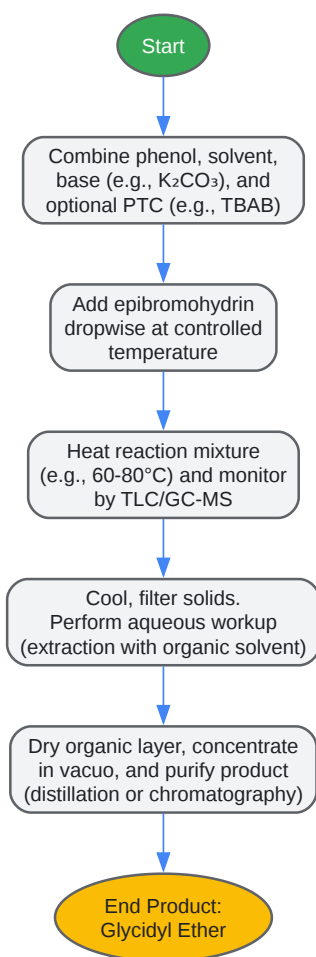 Start
Combine phenol, solvent,
base (e.g., K₂CO₃), and
optional PTC (e.g., TBAB)
Add epibromohydrin
dropwise at controlled
temperature
Heat reaction mixture
(e.g., 60-80°C) and monitor
by TLC/GC-MS
Cool, filter solids.
Perform aqueous workup
(extraction with organic solvent)
Dry organic layer, concentrate
in vacuo, and purify product
(distillation or chromatography)
End Product:
Glycidyl Ether